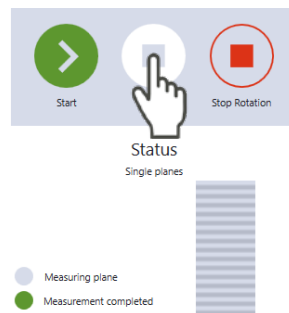 Start
Stop Rotation
Status
Single planes
Measuring plane
Measurement completed